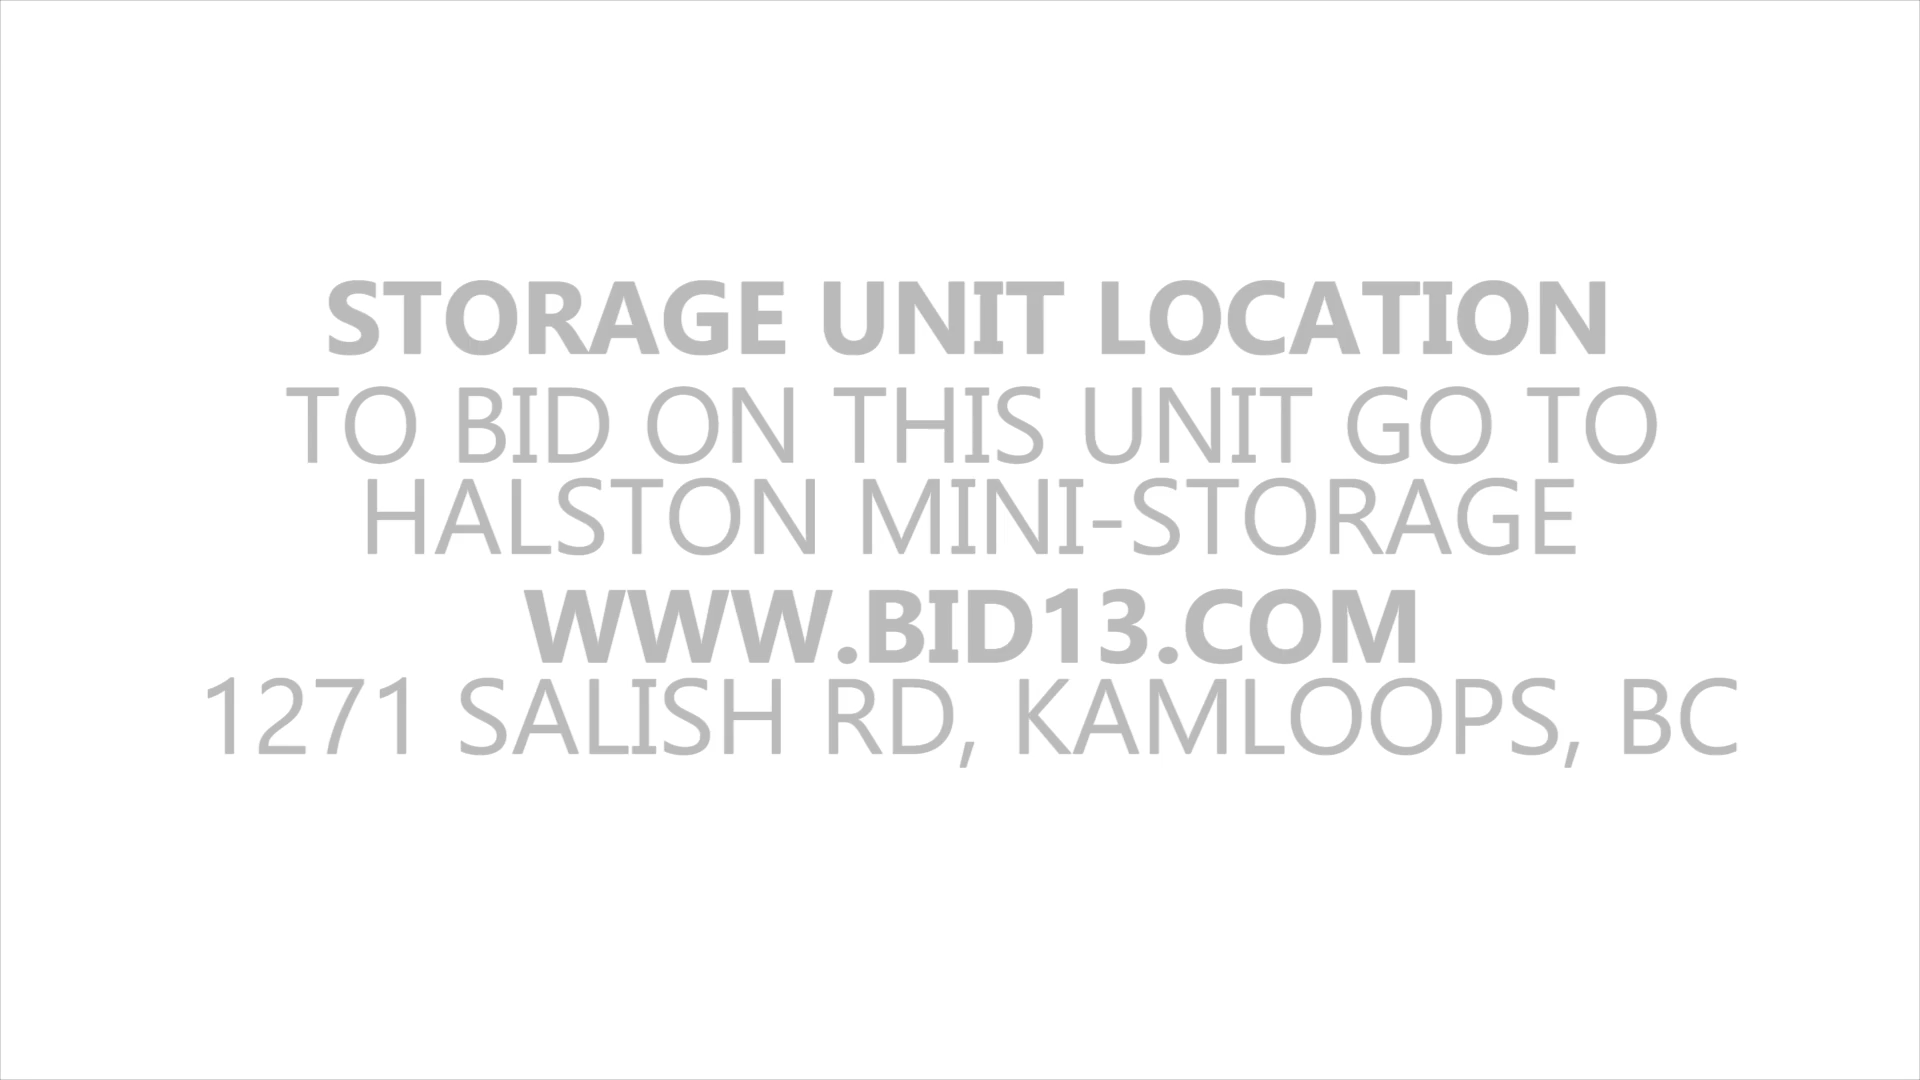 STORAGE UNIT LOCATION
TO BID ON THIS UNIT GO TO
HALSTON MINI-STORAGE
WWW.BID13.COM
1271 SALISH RD, KAMLOOPS, BC